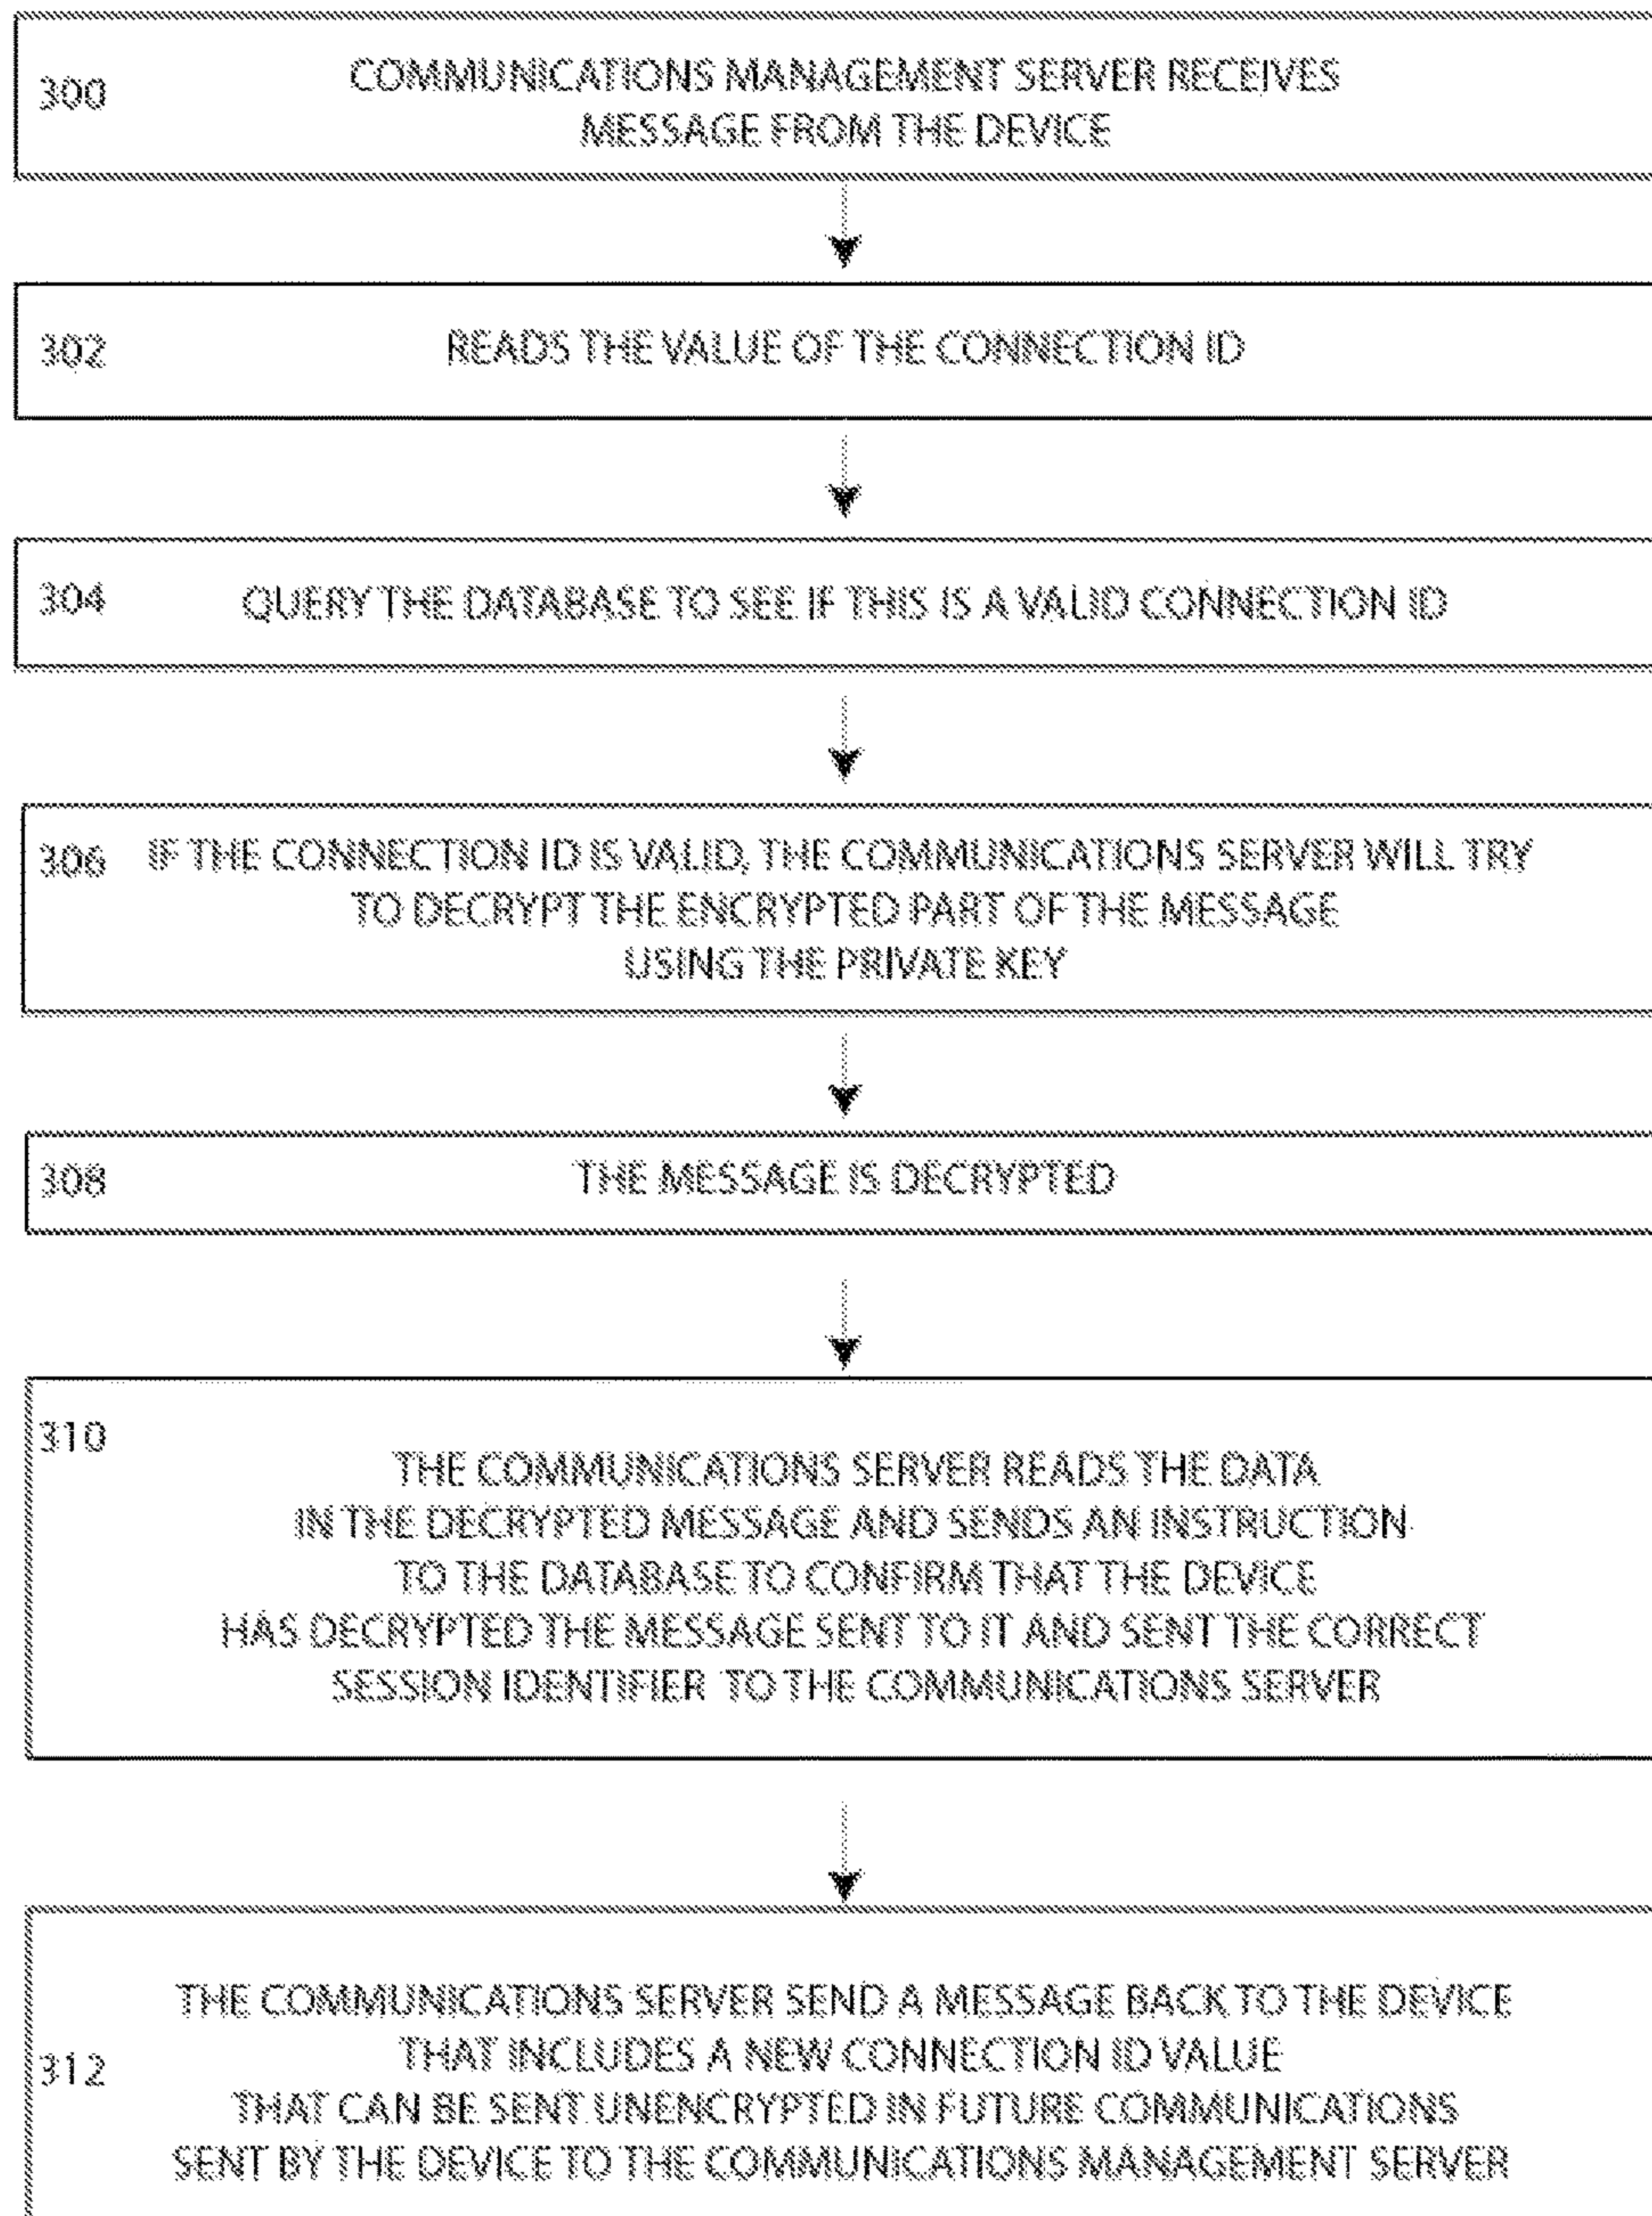 300 COMMUNICATIONS MANAGEMENT SERVER RECEIVES
MESSAGE FROM THE DEVICE
302 READS THE VALUE OF THE CONNECTION ID
304 QUERY THE DATABASE TO SEE IF THIS IS A VALID CONNECTION ID
306 IF THE CONNECTION ID IS VALID, THE COMMUNICATIONS SERVER WILL TRY
TO DECRYPT THE ENCRYPTED PART OF THE MESSAGE
USING THE PRIVATE KEY
308 THE MESSAGE IS DECRYPTED
310
THE COMMUNICATIONS SERVER READS THE DATA
IN THE DECRYPTED MESSAGE AND SENDS AN INSTRUCTION
TO THE DATABASE TO CONFIRM THAT THE DEVICE
HAS DECRYPTED THE MESSAGE SENT TO IT AND SENT THE CORRECT
SESSION IDENTIFIER TO THE COMMUNICATIONS SERVER
THE COMMUNICATIONS SERVER SEND A MESSAGE BACK TO THE DEVICE
THAT INCLUDES A NEW CONNECTION ID VALUE
312
THAT CAN BE SENT UNENCRYPTED IN FUTURE COMMUNICATIONS
SENT BY THE DEVICE TO THE COMMUNICATIONS MANAGEMENT SERVER